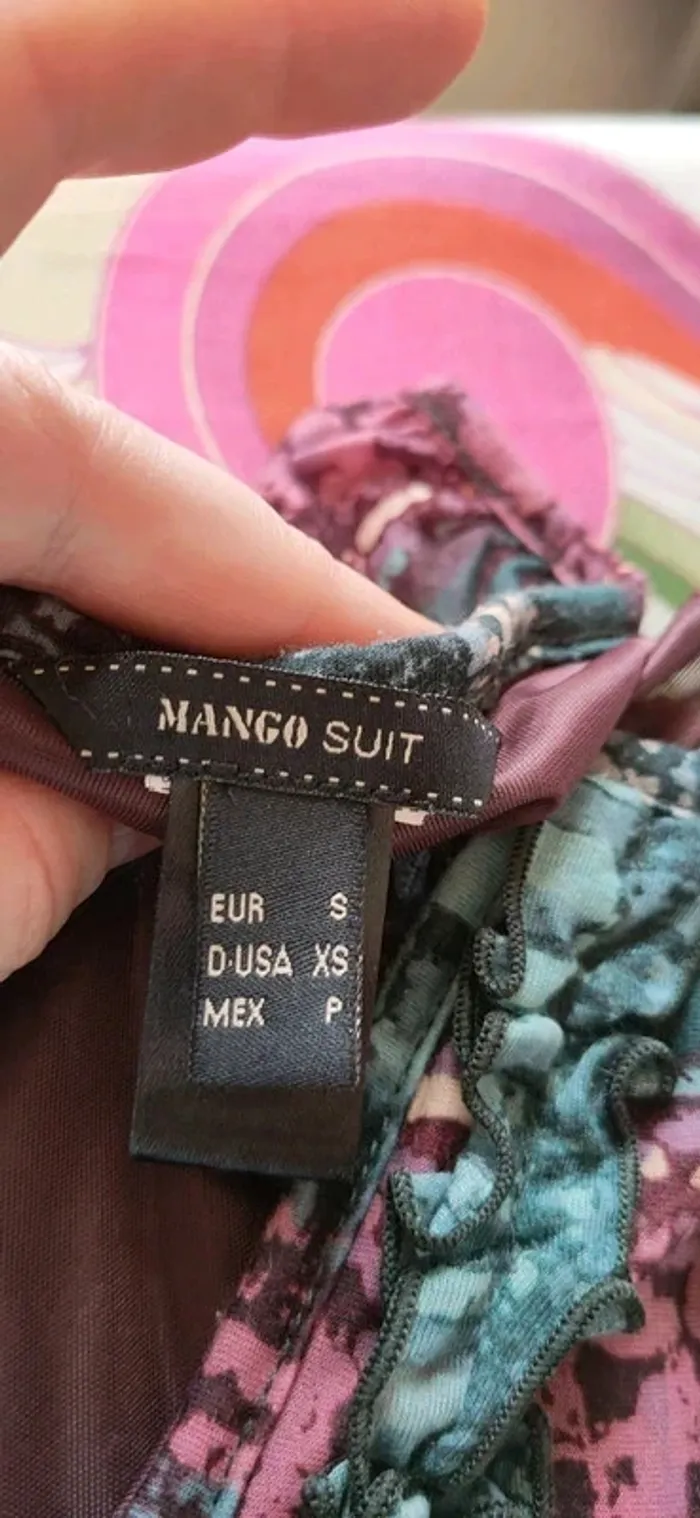 MANGO SUIT
EUR S
D·USA XS
MEX P